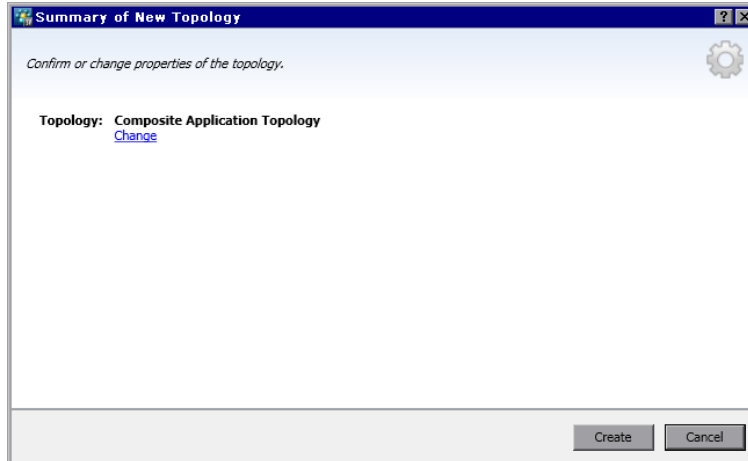 Summary of New Topology
Confirm or change properties of the topology.
Topology: Composite Application Topology
Change
Create Cancel